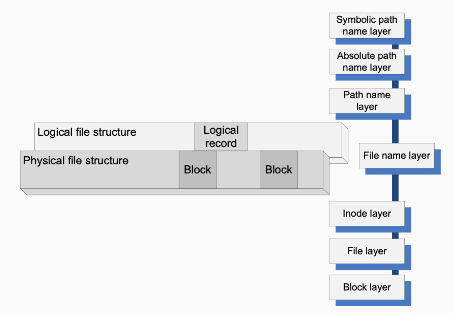 Symbolic path
name layer
Absolute path
name layer
Path name
layer
Logical file structure
Logical
record
Physical file structure
Block
Block
File name layer
Inode layer
File layer
Block layer